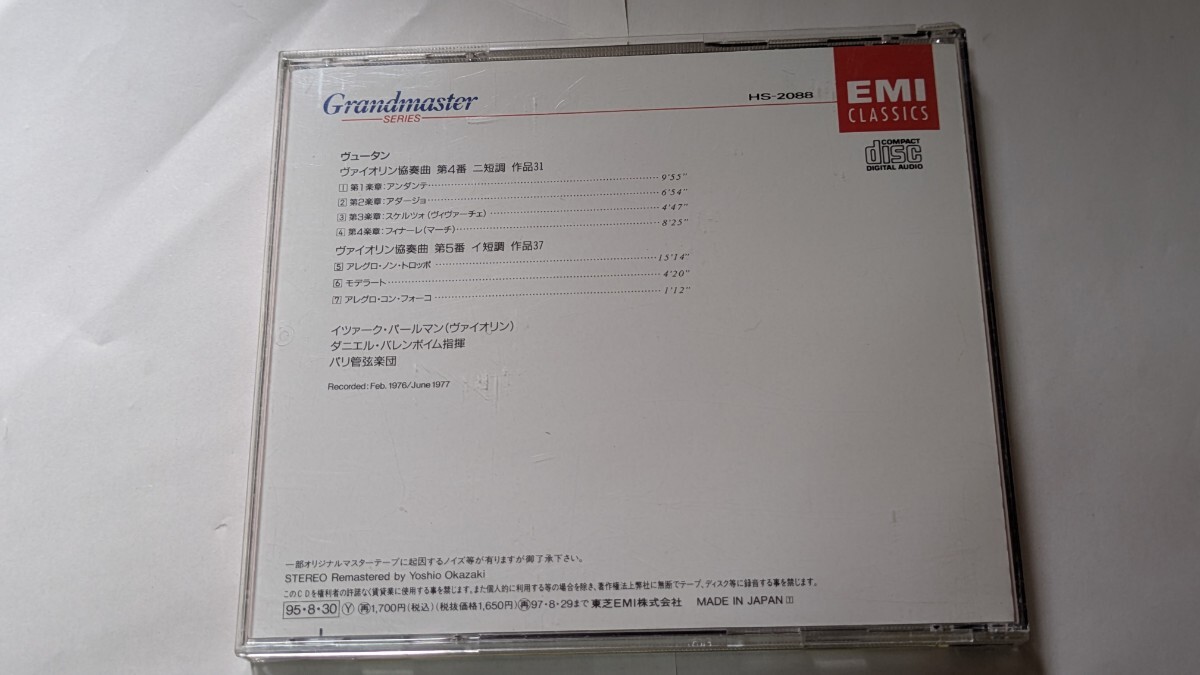 Grandmaster
SERIES
HS-2088
EMI
CLASSICS
COMPACT
disc
DIGITAL AUDIO
ヴュータン
ヴァイオリン協奏曲 第4番 ニ短調 作品31
1 第1楽章：アンダンテ 9'55"
2 第2楽章：アダージョ 6'54"
3 第3楽章：スケルツォ（ヴィヴァーチェ） 4'47"
4 第4楽章：フィナーレ（マーチ） 8'25"
ヴァイオリン協奏曲 第5番 イ短調 作品37
5 アレグロ・ノン・トロッポ 15'14"
6 モデラート 4'20"
7 アレグロ・コン・フォーコ 1'12"
イツァーク・パールマン（ヴァイオリン）
ダニエル・バレンボイム指揮
パリ管弦楽団
Recorded: Feb. 1976/June 1977
一部オリジナルマスターテープに起因するノイズ等が有りますが御了承下さい。
STEREO Remastered by Yoshio Okazaki
このCDを権利者の許諾なく賃貸業に使用する事を禁じます。また個人的に利用する等の場合を除き、著作権法上弊社に無断でテープ、ディスク等に録音する事を禁じます。
95・8・30 Ⓨ 再1,700円（税込）（税抜価格1,650円）再97・8・29まで 東芝EMI株式会社 MADE IN JAPAN